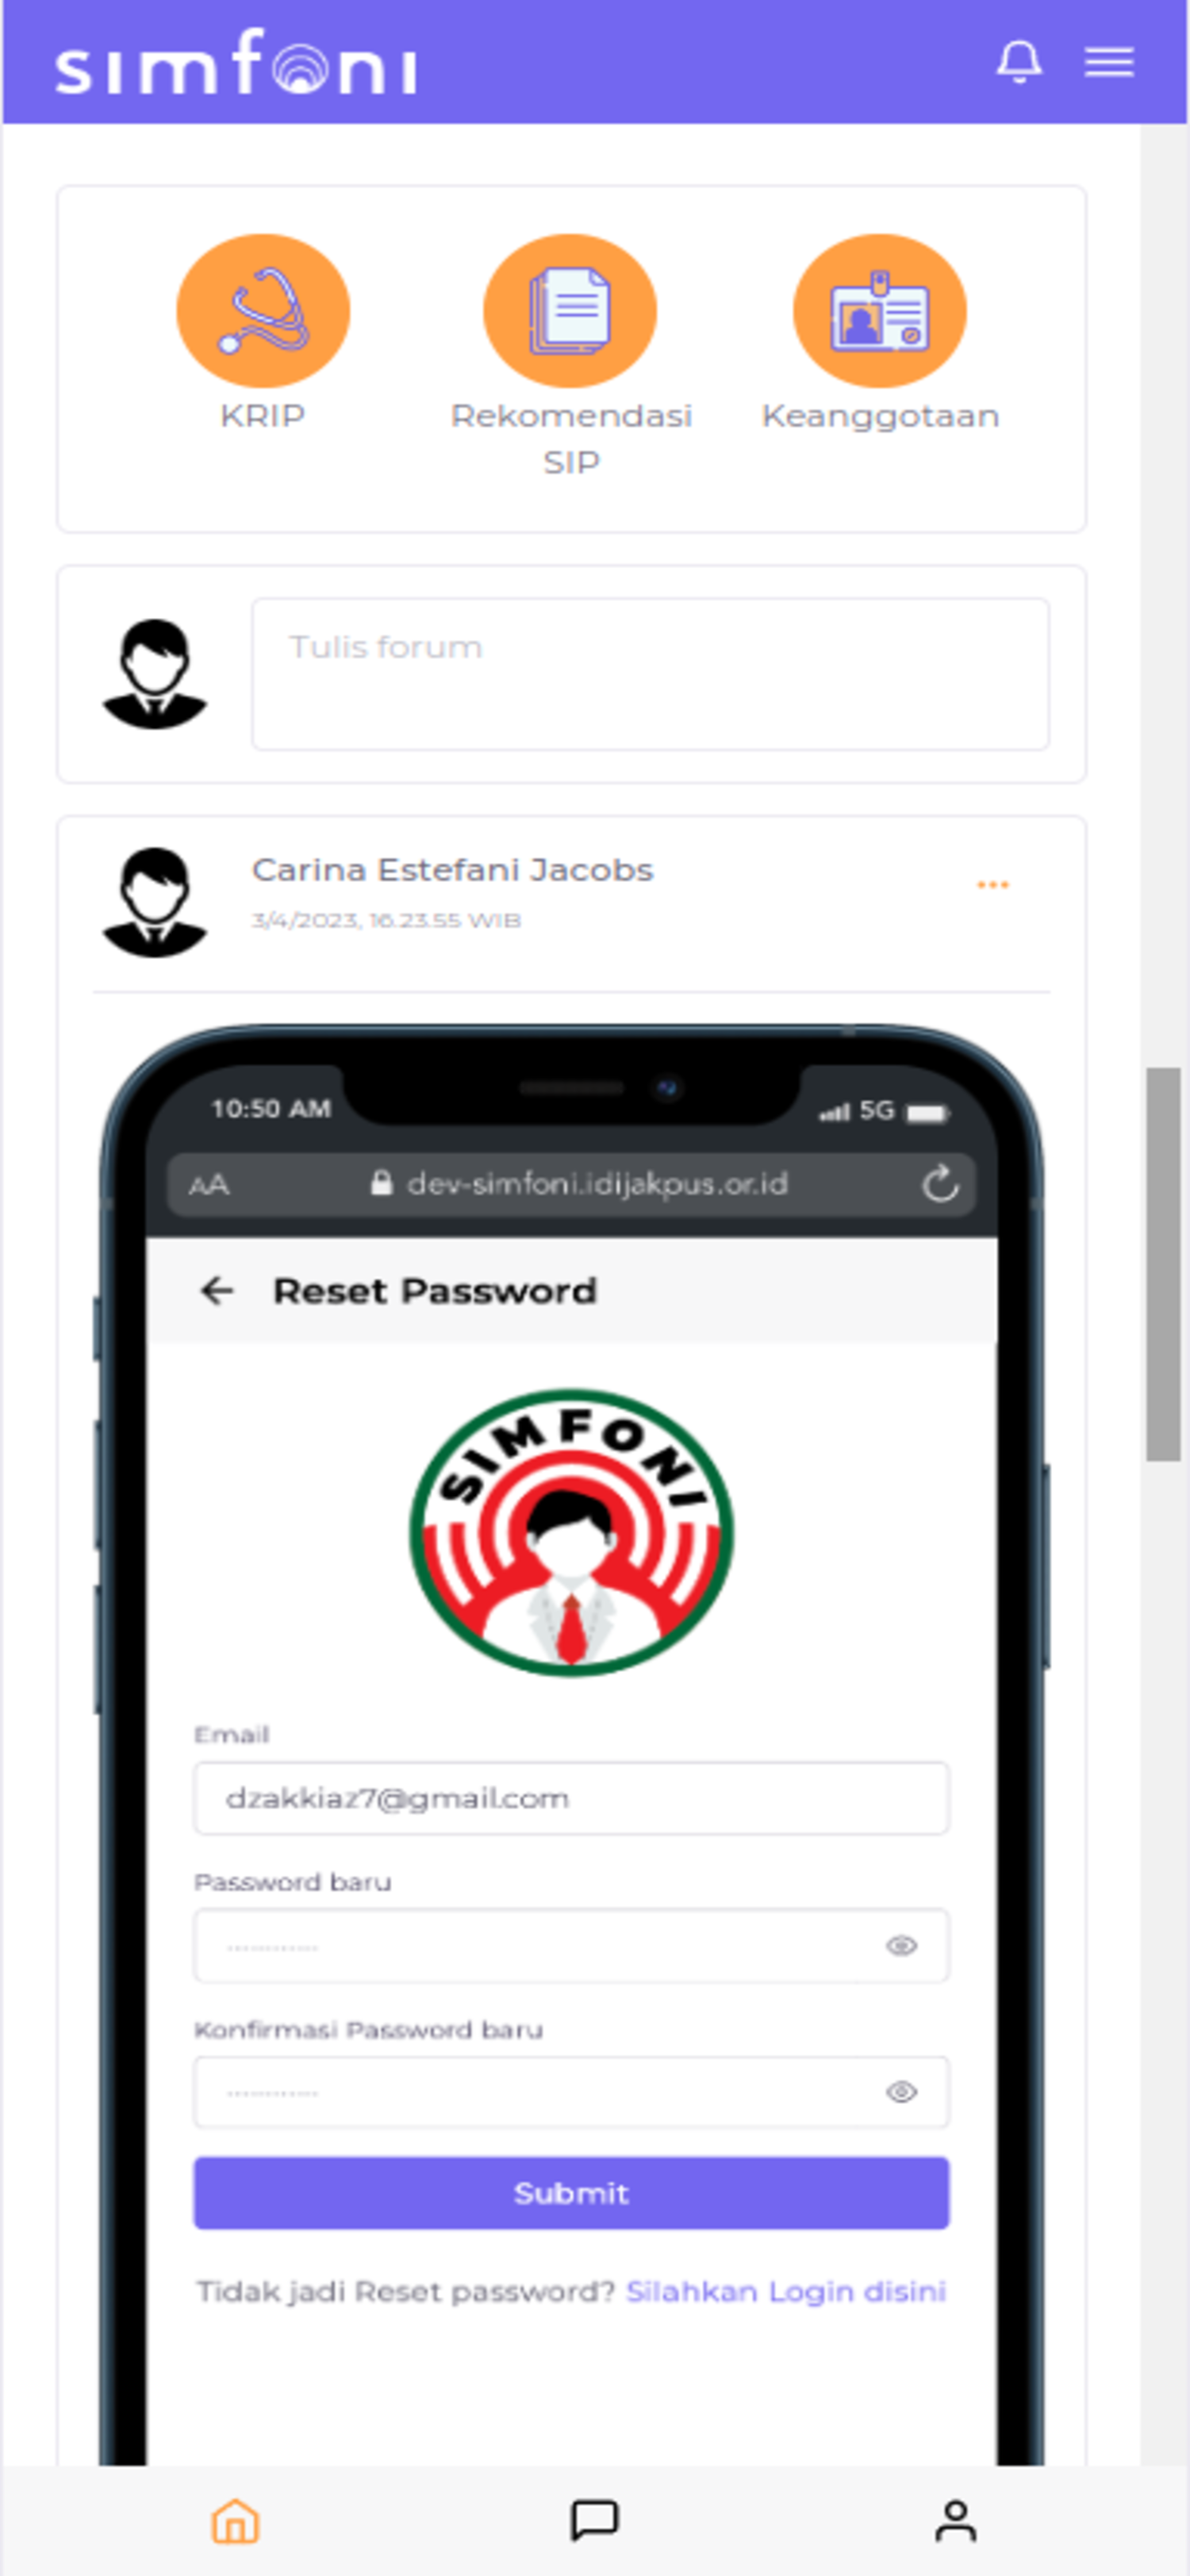 simfoni
KRIP
Rekomendasi
SIP
Keanggotaan
Tulis forum
Carina Estefani Jacobs
3/4/2023, 16.23.55 WIB
10:50 AM
5G
AA
dev-simfoni.idijakpus.or.id
Reset Password
SIMFONI
Email
dzakkiaz7@gmail.com
Password baru
Konfirmasi Password baru
Submit
Tidak jadi Reset password? Silahkan Login disini